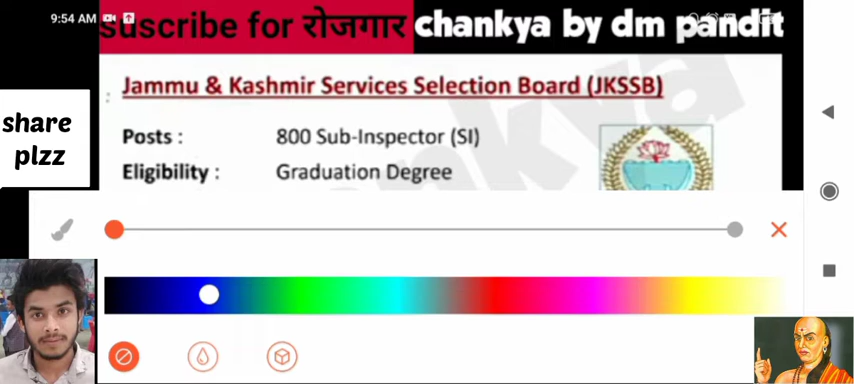 9:54 AM
suscribe for रोजगार chankya by dm pandit
Jammu & Kashmir Services Selection Board (JKSSB)
share
plzz
Posts : 800 Sub-Inspector (SI)
Eligibility : Graduation Degree